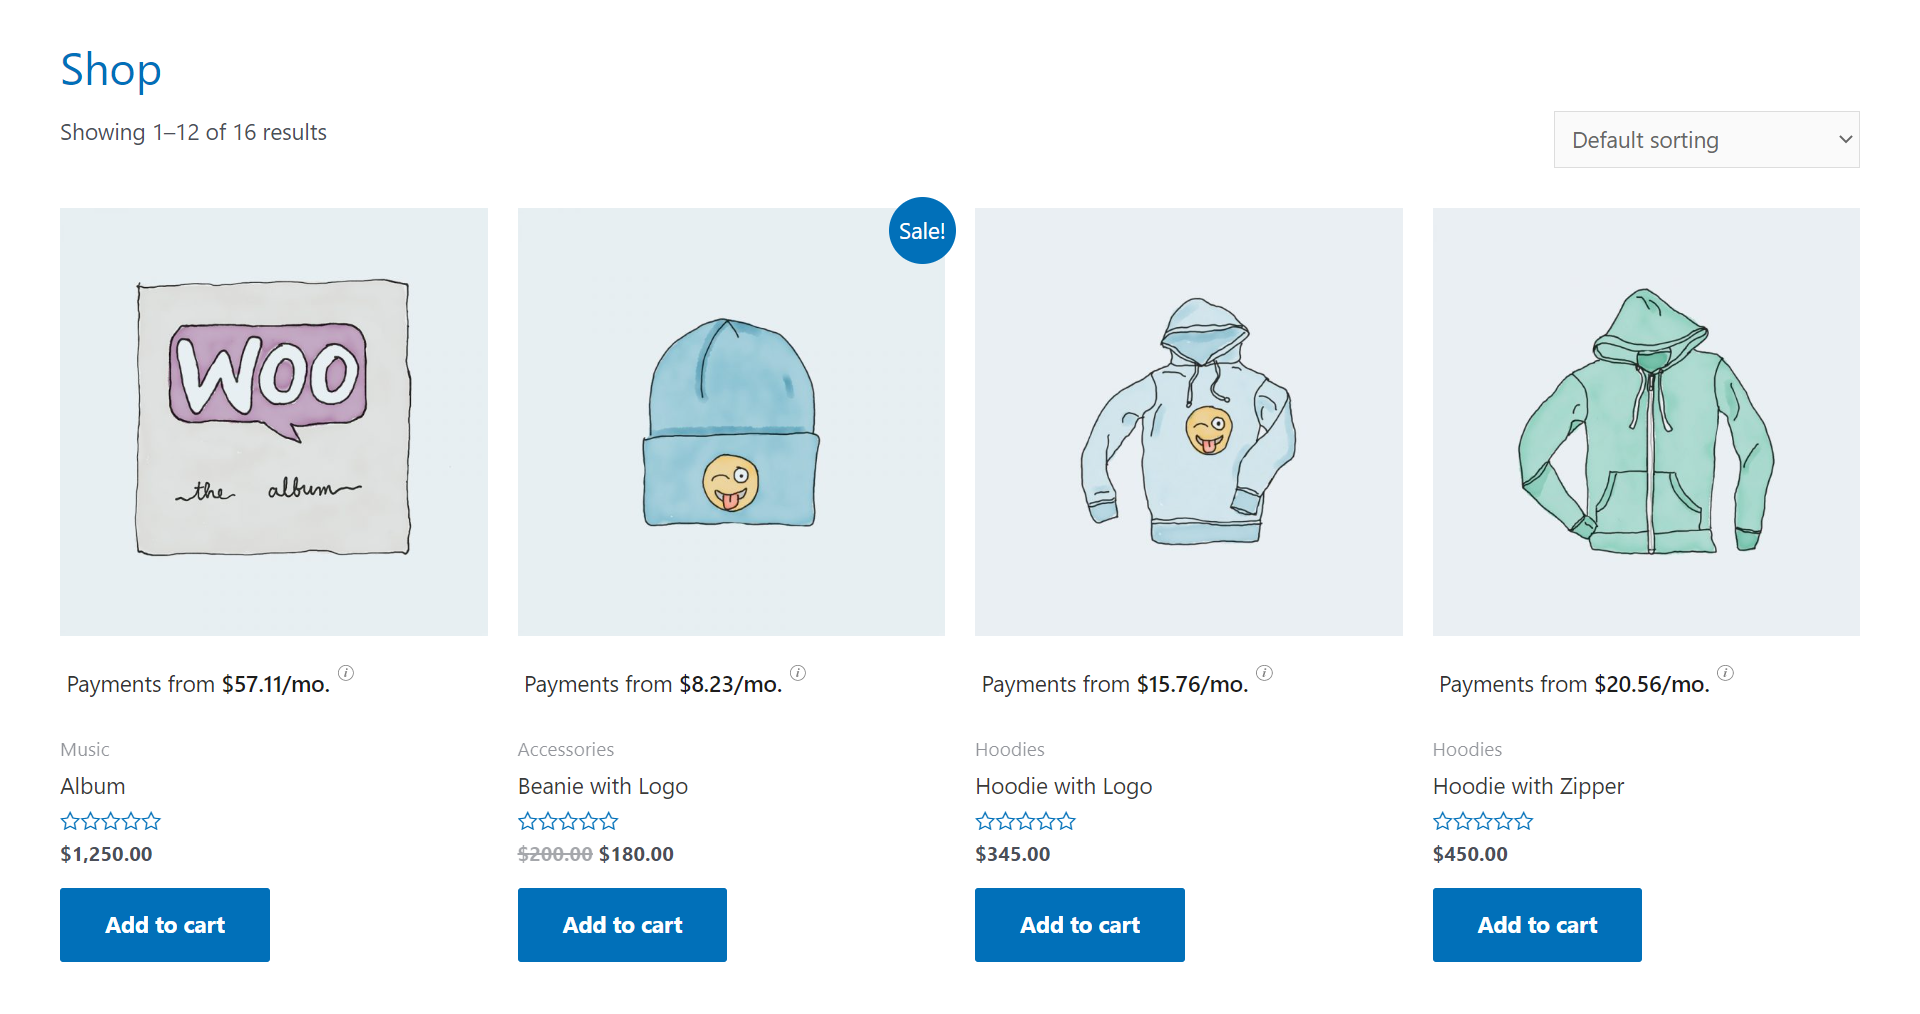 Shop
Showing 1–12 of 16 results
Default sorting
Sale!
WOO
the album
Payments from $57.11/mo.
Music
Album
$1,250.00
Add to cart
Payments from $8.23/mo.
Accessories
Beanie with Logo
$200.00 $180.00
Add to cart
Payments from $15.76/mo.
Hoodies
Hoodie with Logo
$345.00
Add to cart
Payments from $20.56/mo.
Hoodies
Hoodie with Zipper
$450.00
Add to cart